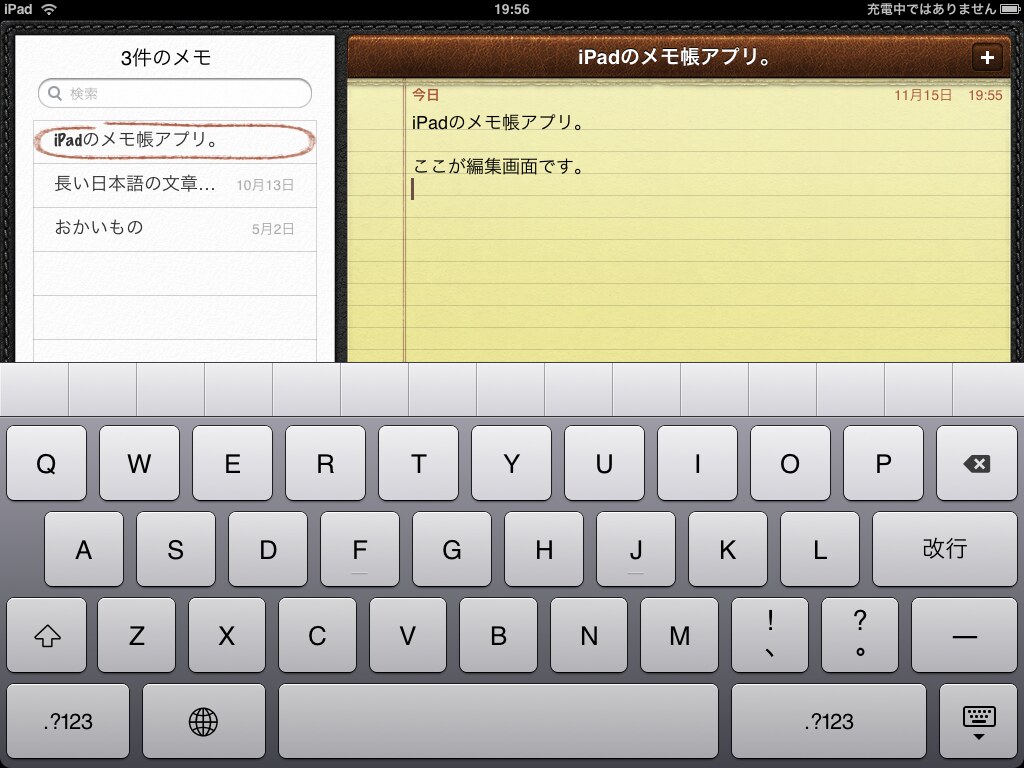 iPad 19:56 充電中ではありません
3件のメモ
検索
iPadのメモ帳アプリ。
長い日本語の文章... 10月13日
おかいもの 5月2日
iPadのメモ帳アプリ。 +
今日 11月15日 19:55
iPadのメモ帳アプリ。
ここが編集画面です。
Q W E R T Y U I O P
A S D F G H J K L 改行
Z X C V B N M ! 、 ? 。 ー
.?123 .?123